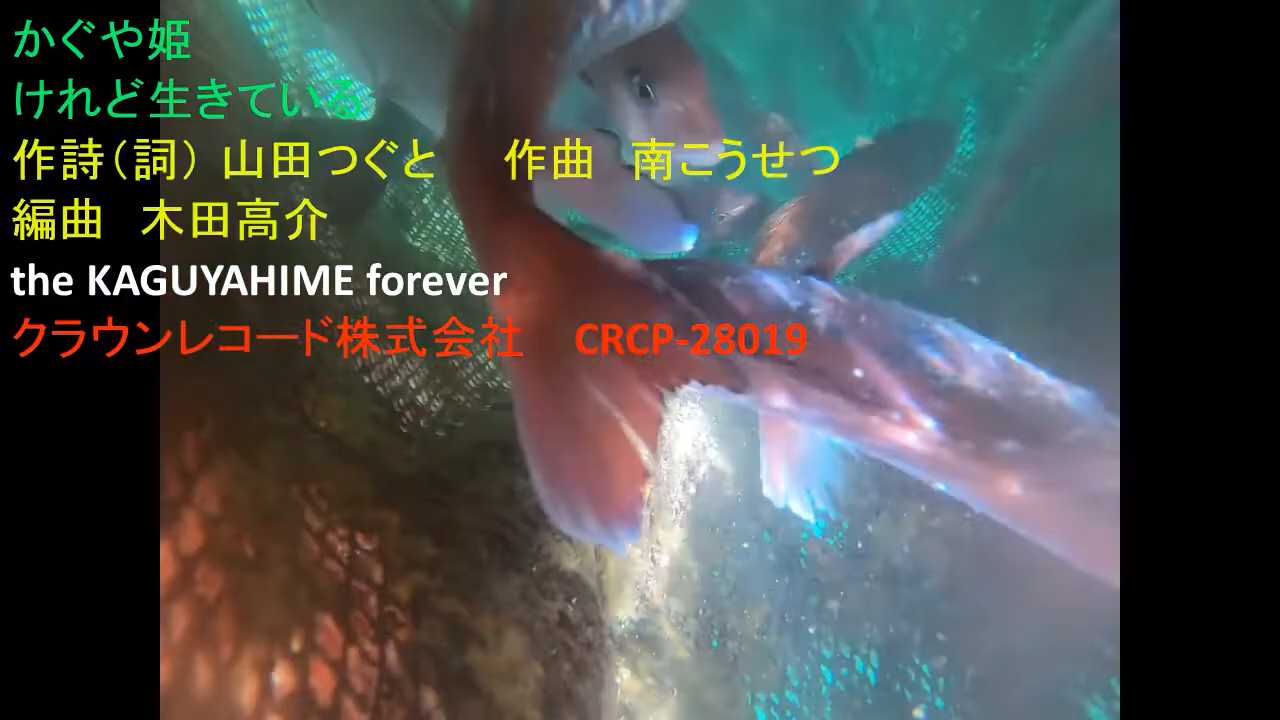 かぐや姫
けれど生きている
作詩（詞） 山田つぐと　　作曲　南こうせつ
編曲　木田高介
the KAGUYAHIME forever
クラウンレコード株式会社　CRCP-28019